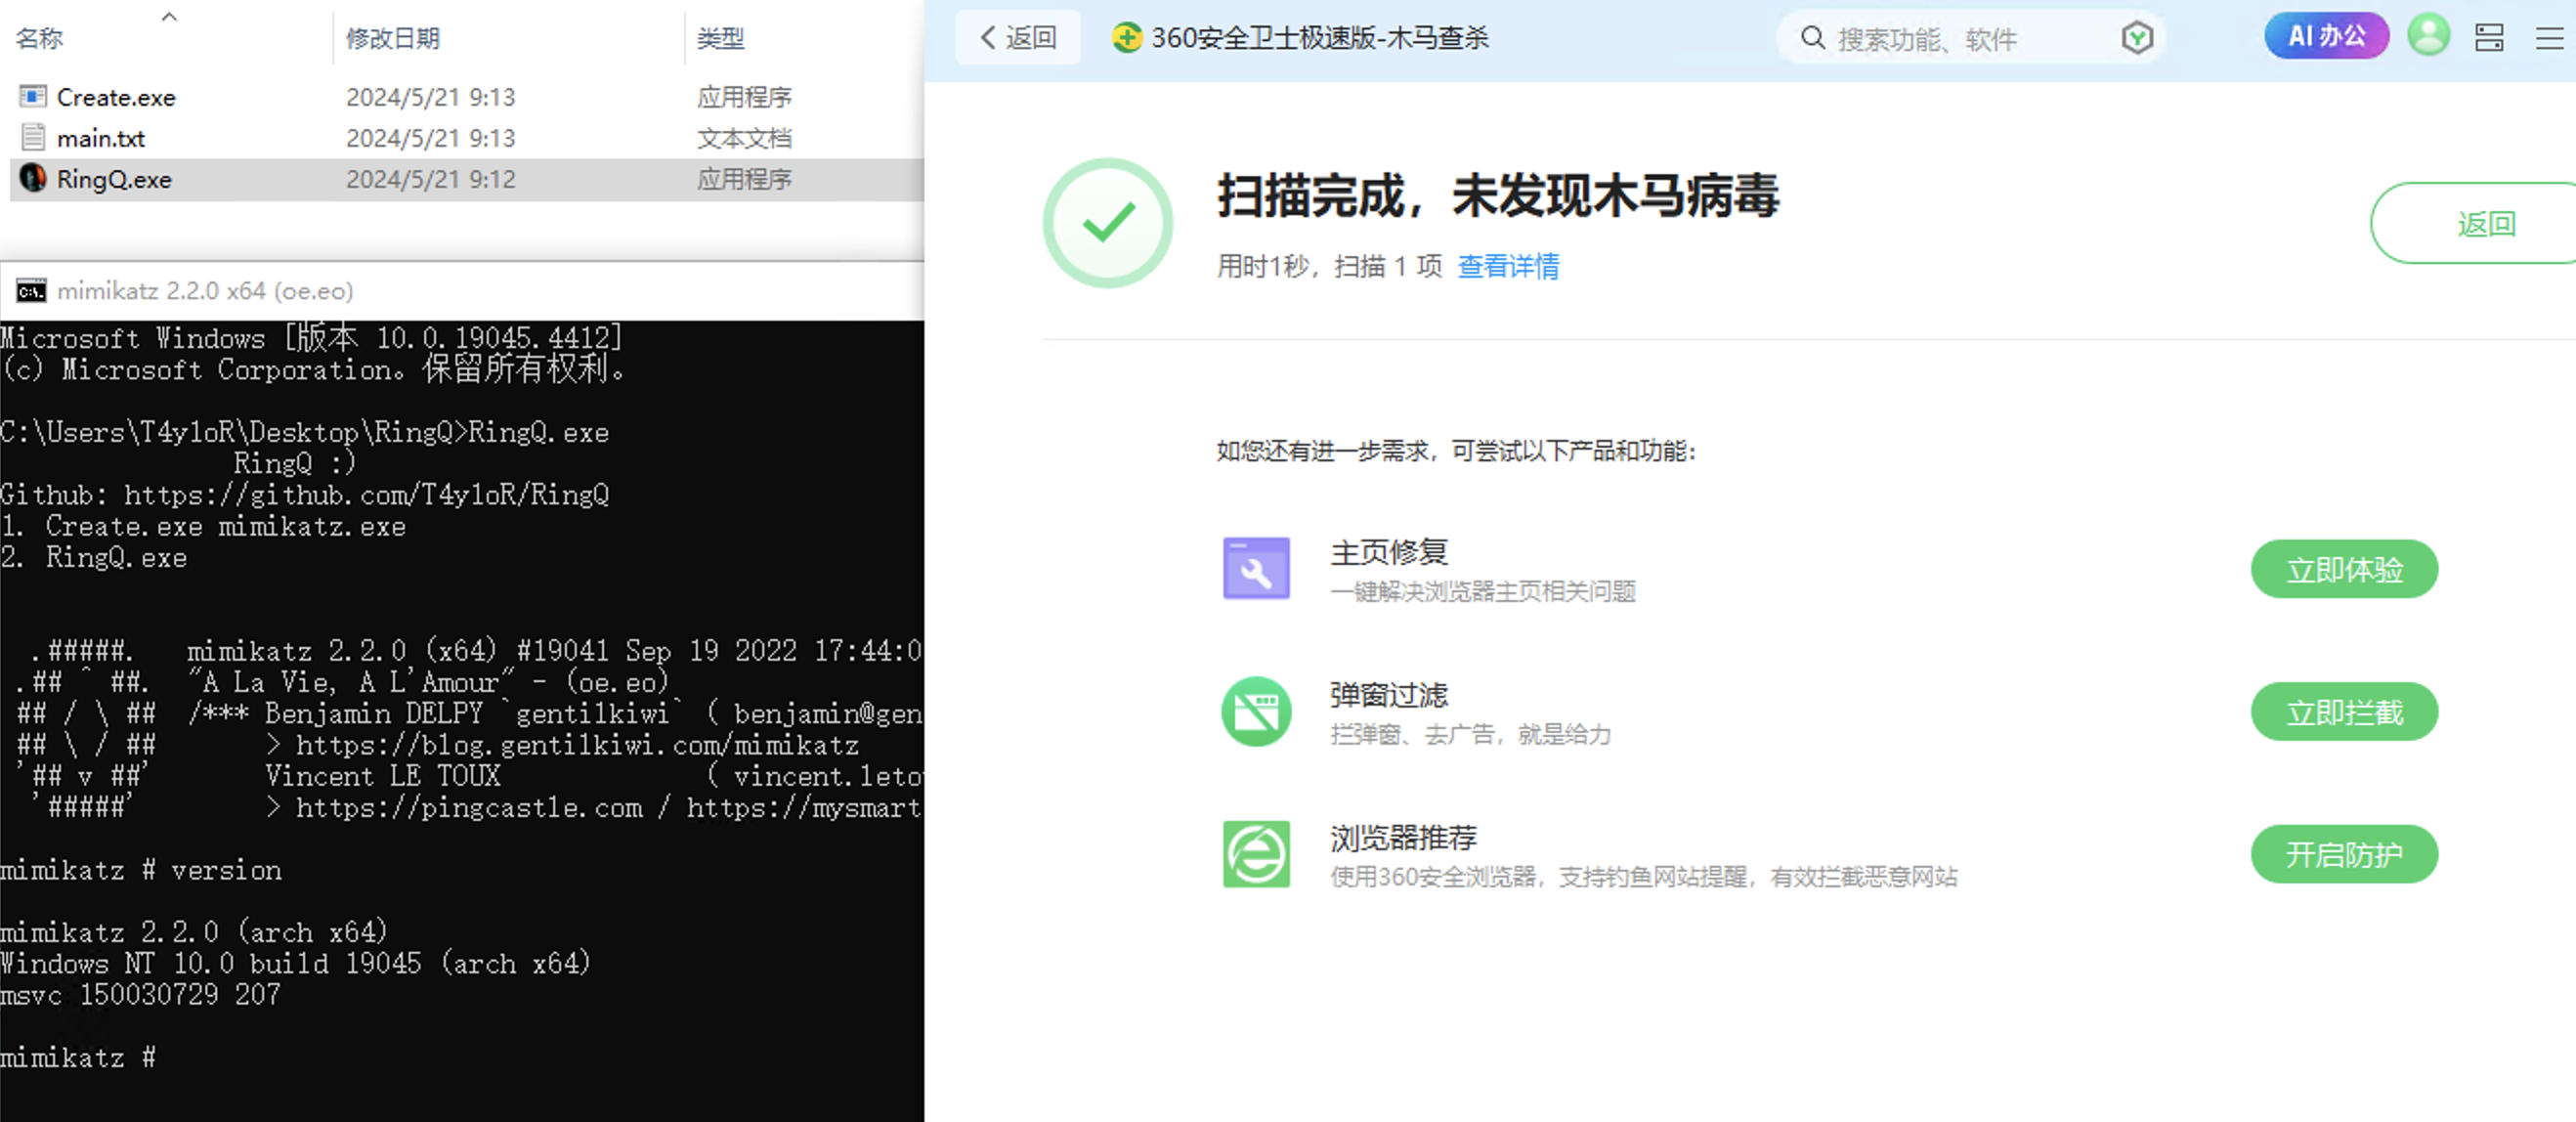 名称 修改日期 类型
Create.exe 2024/5/21 9:13 应用程序
main.txt 2024/5/21 9:13 文本文档
RingQ.exe 2024/5/21 9:12 应用程序
mimikatz 2.2.0 x64 (oe.eo)
Microsoft Windows [版本 10.0.19045.4412]
(c) Microsoft Corporation。保留所有权利。
C:\Users\T4y1oR\Desktop\RingQ>RingQ.exe
RingQ :)
Github: https://github.com/T4y1oR/RingQ
1. Create.exe mimikatz.exe
2. RingQ.exe
.#####. mimikatz 2.2.0 (x64) #19041 Sep 19 2022 17:44:0
.## ^ ##. "A La Vie, A L'Amour" - (oe.eo)
## / \ ## /*** Benjamin DELPY `gentilkiwi` ( benjamin@gen
## \ / ## > https://blog.gentilkiwi.com/mimikatz
'## v ##' Vincent LE TOUX ( vincent.leto
'#####' > https://pingcastle.com / https://mysmart
mimikatz # version
mimikatz 2.2.0 (arch x64)
Windows NT 10.0 build 19045 (arch x64)
msvc 150030729 207
mimikatz #
返回 360安全卫士极速版-木马查杀 搜索功能、软件 AI 办公
扫描完成，未发现木马病毒
用时1秒，扫描 1 项 查看详情
返回
如您还有进一步需求，可尝试以下产品和功能：
主页修复
一键解决浏览器主页相关问题
立即体验
弹窗过滤
拦弹窗、去广告，就是给力
立即拦截
浏览器推荐
使用360安全浏览器，支持钓鱼网站提醒，有效拦截恶意网站
开启防护